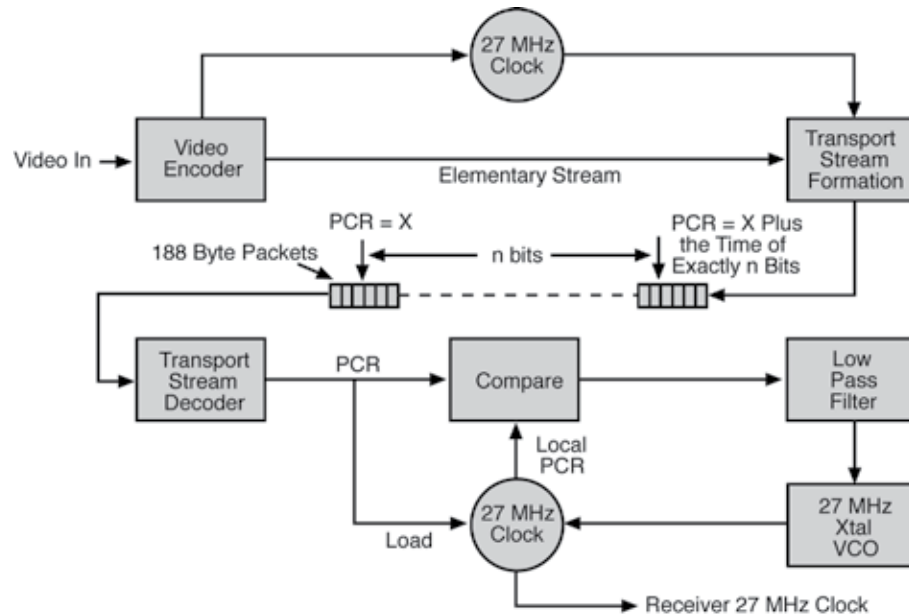 27 MHz
Clock
Video In
Video
Encoder
Elementary Stream
Transport
Stream
Formation
188 Byte Packets
PCR = X
n bits
PCR = X Plus
the Time of
Exactly n Bits
Transport
Stream
Decoder
PCR
Compare
Low
Pass
Filter
Local
PCR
Load
27 MHz
Clock
27 MHz
Xtal
VCO
Receiver 27 MHz Clock